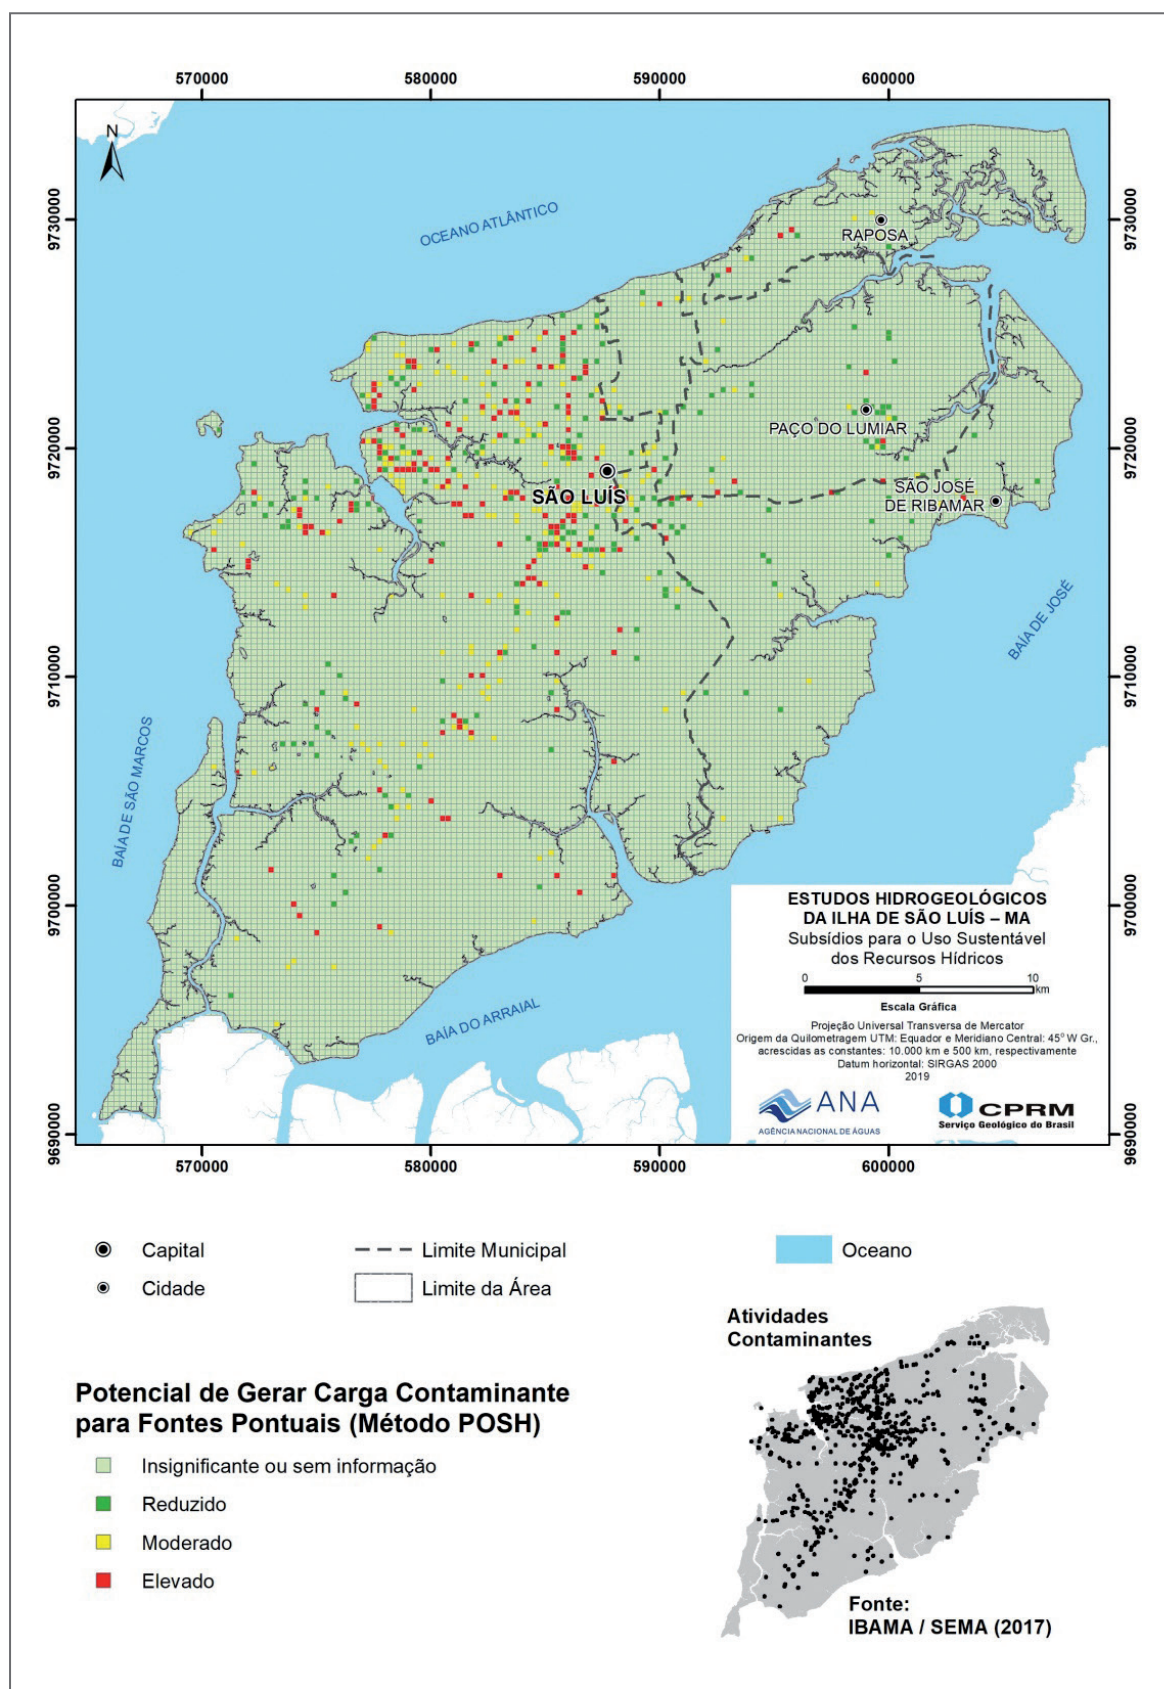 570000
580000
590000
600000
N
9730000
9730000
OCEANO ATLÂNTICO
RAPOSA
PAÇO DO LUMIAR
9720000
9720000
SÃO LUÍS
SÃO JOSÉ
DE RIBAMAR
BAÍA DE JOSÉ
9710000
9710000
BAÍA DE SÃO MARCOS
9700000
9700000
BAÍA DO ARRAIAL
ESTUDOS HIDROGEOLÓGICOS
DA ILHA DE SÃO LUÍS – MA
Subsídios para o Uso Sustentável
dos Recursos Hídricos
0 5 10
km
Escala Gráfica
Projeção Universal Transversa de Mercator
Origem da Quilometragem UTM: Equador e Meridiano Central: 45° W Gr.,
acrescidas as constantes: 10.000 km e 500 km, respectivamente
Datum horizontal: SIRGAS 2000
2019
ANA
AGÊNCIA NACIONAL DE ÁGUAS
CPRM
Serviço Geológico do Brasil
9690000
9690000
570000
580000
590000
600000
Capital
Limite Municipal
Oceano
Cidade
Limite da Área
Atividades
Contaminantes
Potencial de Gerar Carga Contaminante
para Fontes Pontuais (Método POSH)
Insignificante ou sem informação
Reduzido
Moderado
Elevado
Fonte:
IBAMA / SEMA (2017)